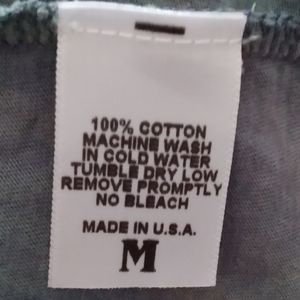 100% COTTON
MACHINE WASH
IN COLD WATER
TUMBLE DRY LOW
REMOVE PROMPTLY
NO BLEACH
MADE IN U.S.A.
M